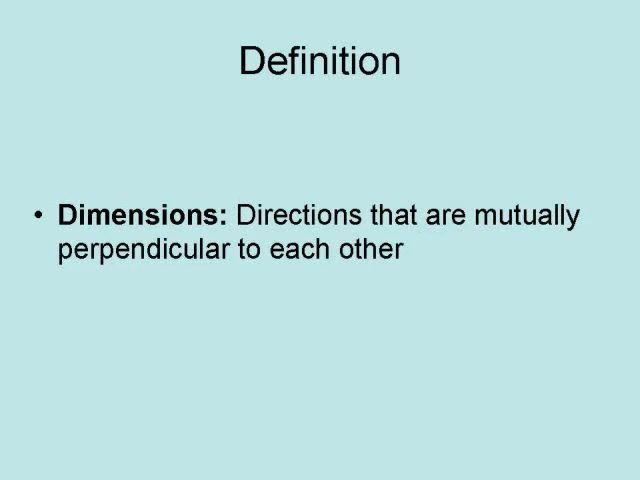 Definition
• Dimensions: Directions that are mutually
perpendicular to each other